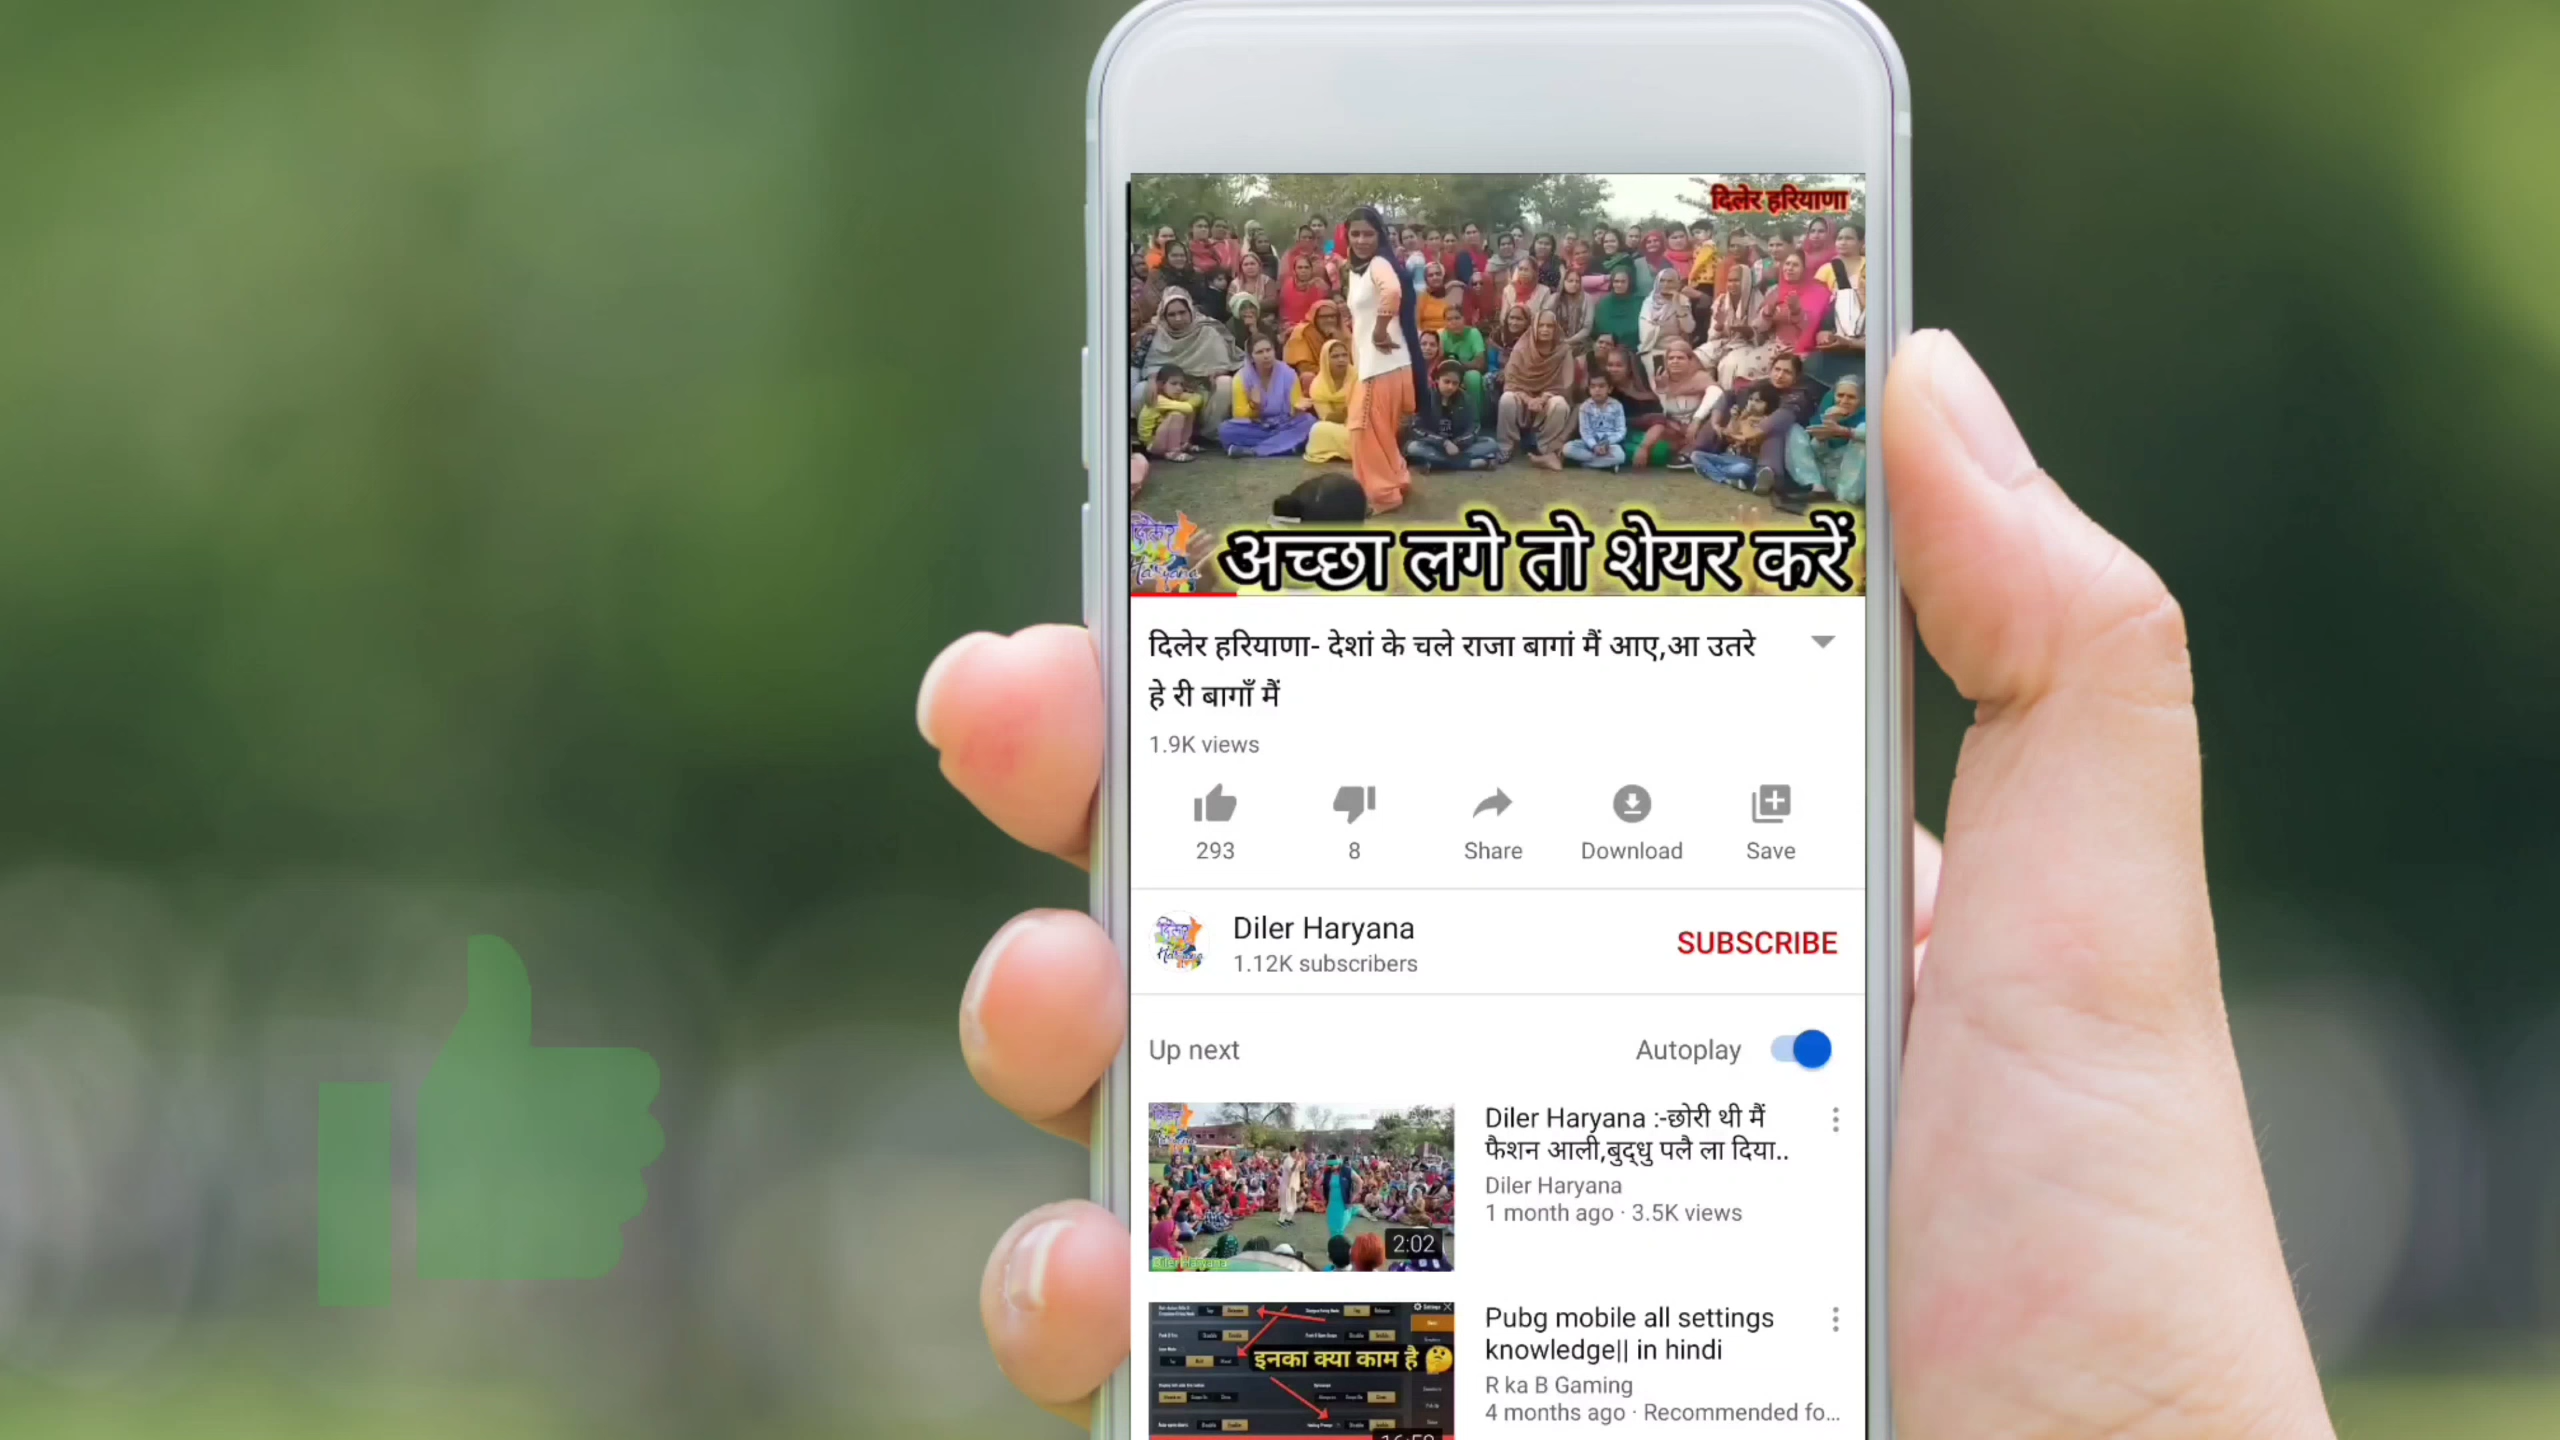 दिलेर हरियाणा
अच्छा लगे तो शेयर करें
दिलेर हरियाणा- देशां के चले राजा बागां मैं आए,आ उतरे
हे री बागाँ मैं
1.9K views
293
8
Share
Download
Save
Diler Haryana
1.12K subscribers
SUBSCRIBE
Up next
Autoplay
Diler Haryana :-छोरी थी मैं
फैशन आली,बुद्धु पलै ला दिया..
Diler Haryana
1 month ago · 3.5K views
2:02
Diler Haryana
Pubg mobile all settings
knowledge|| in hindi
R ka B Gaming
4 months ago · Recommended fo...
इनका क्या काम है